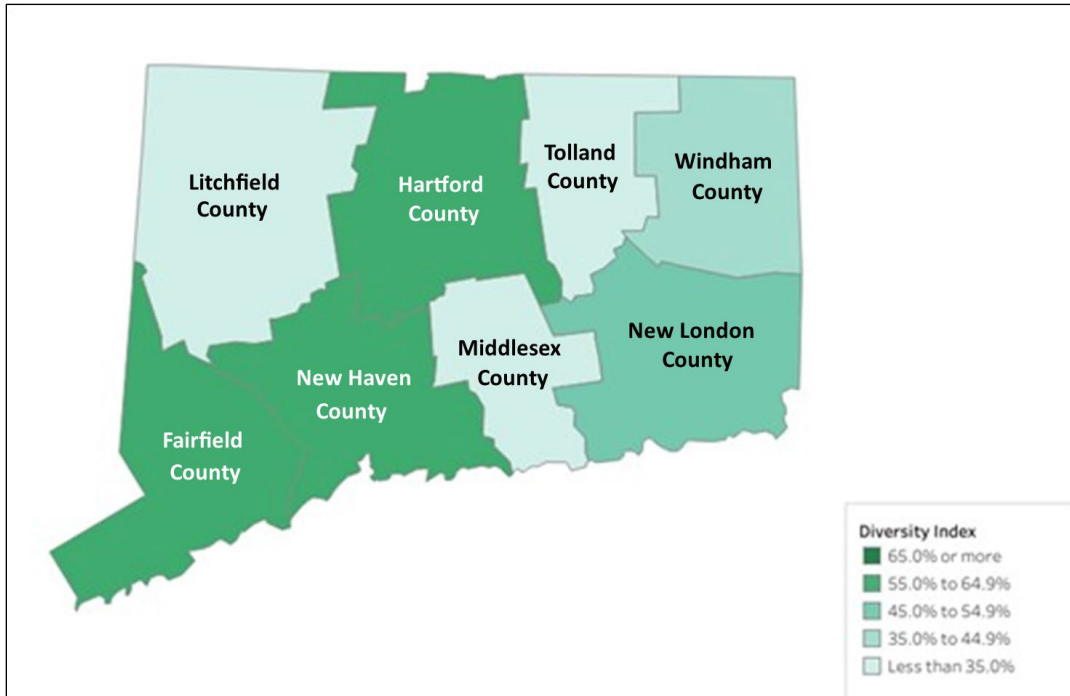 Litchfield
County
Hartford
County
Tolland
County
Windham
County
Middlesex
County
New London
County
New Haven
County
Fairfield
County
Diversity Index
65.0% or more
55.0% to 64.9%
45.0% to 54.9%
35.0% to 44.9%
Less than 35.0%